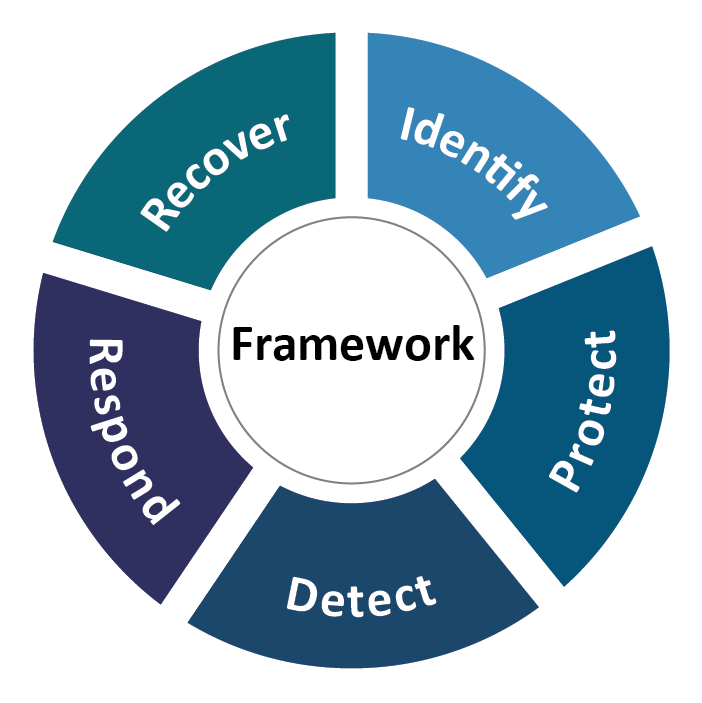 Identify
Protect
Detect
Respond
Recover
Framework